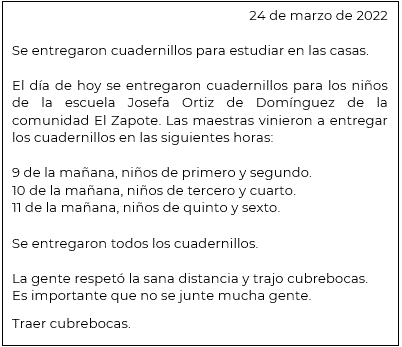 24 de marzo de 2022
Se entregaron cuadernillos para estudiar en las casas.
El día de hoy se entregaron cuadernillos para los niños
de la escuela Josefa Ortiz de Domínguez de la
comunidad El Zapote. Las maestras vinieron a entregar
los cuadernillos en las siguientes horas:
9 de la mañana, niños de primero y segundo.
10 de la mañana, niños de tercero y cuarto.
11 de la mañana, niños de quinto y sexto.
Se entregaron todos los cuadernillos.
La gente respetó la sana distancia y trajo cubrebocas.
Es importante que no se junte mucha gente.
Traer cubrebocas.